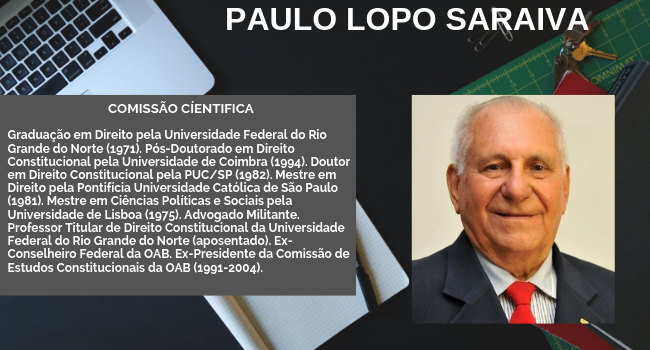 PAULO LOPO SARAIVA
COMISSÃO CÍENTIFICA
Graduação em Direito pela Universidade Federal do Rio
Grande do Norte (1971). Pós-Doutorado em Direito
Constitucional pela Universidade de Coimbra (1994). Doutor
em Direito Constitucional pela PUC/SP (1982). Mestre em
Direito pela Pontifícia Universidade Católica de São Paulo
(1981). Mestre em Ciências Políticas e Sociais pela
Universidade de Lisboa (1975). Advogado Militante.
Professor Titular de Direito Constitucional da Universidade
Federal do Rio Grande do Norte (aposentado). Ex-
Conselheiro Federal da OAB. Ex-Presidente da Comissão de
Estudos Constitucionais da OAB (1991-2004).